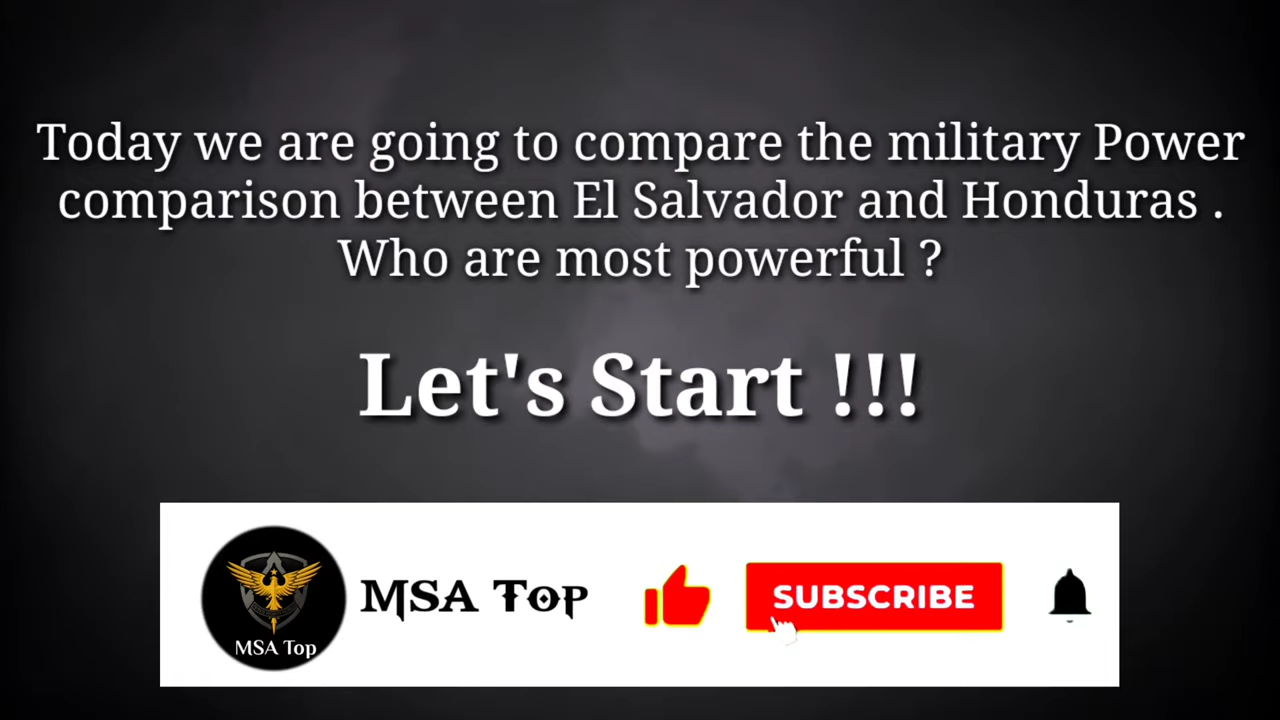 Today we are going to compare the military Power
comparison between El Salvador and Honduras .
Who are most powerful ?
Let's Start !!!
MSA Top
MSA Top
SUBSCRIBE